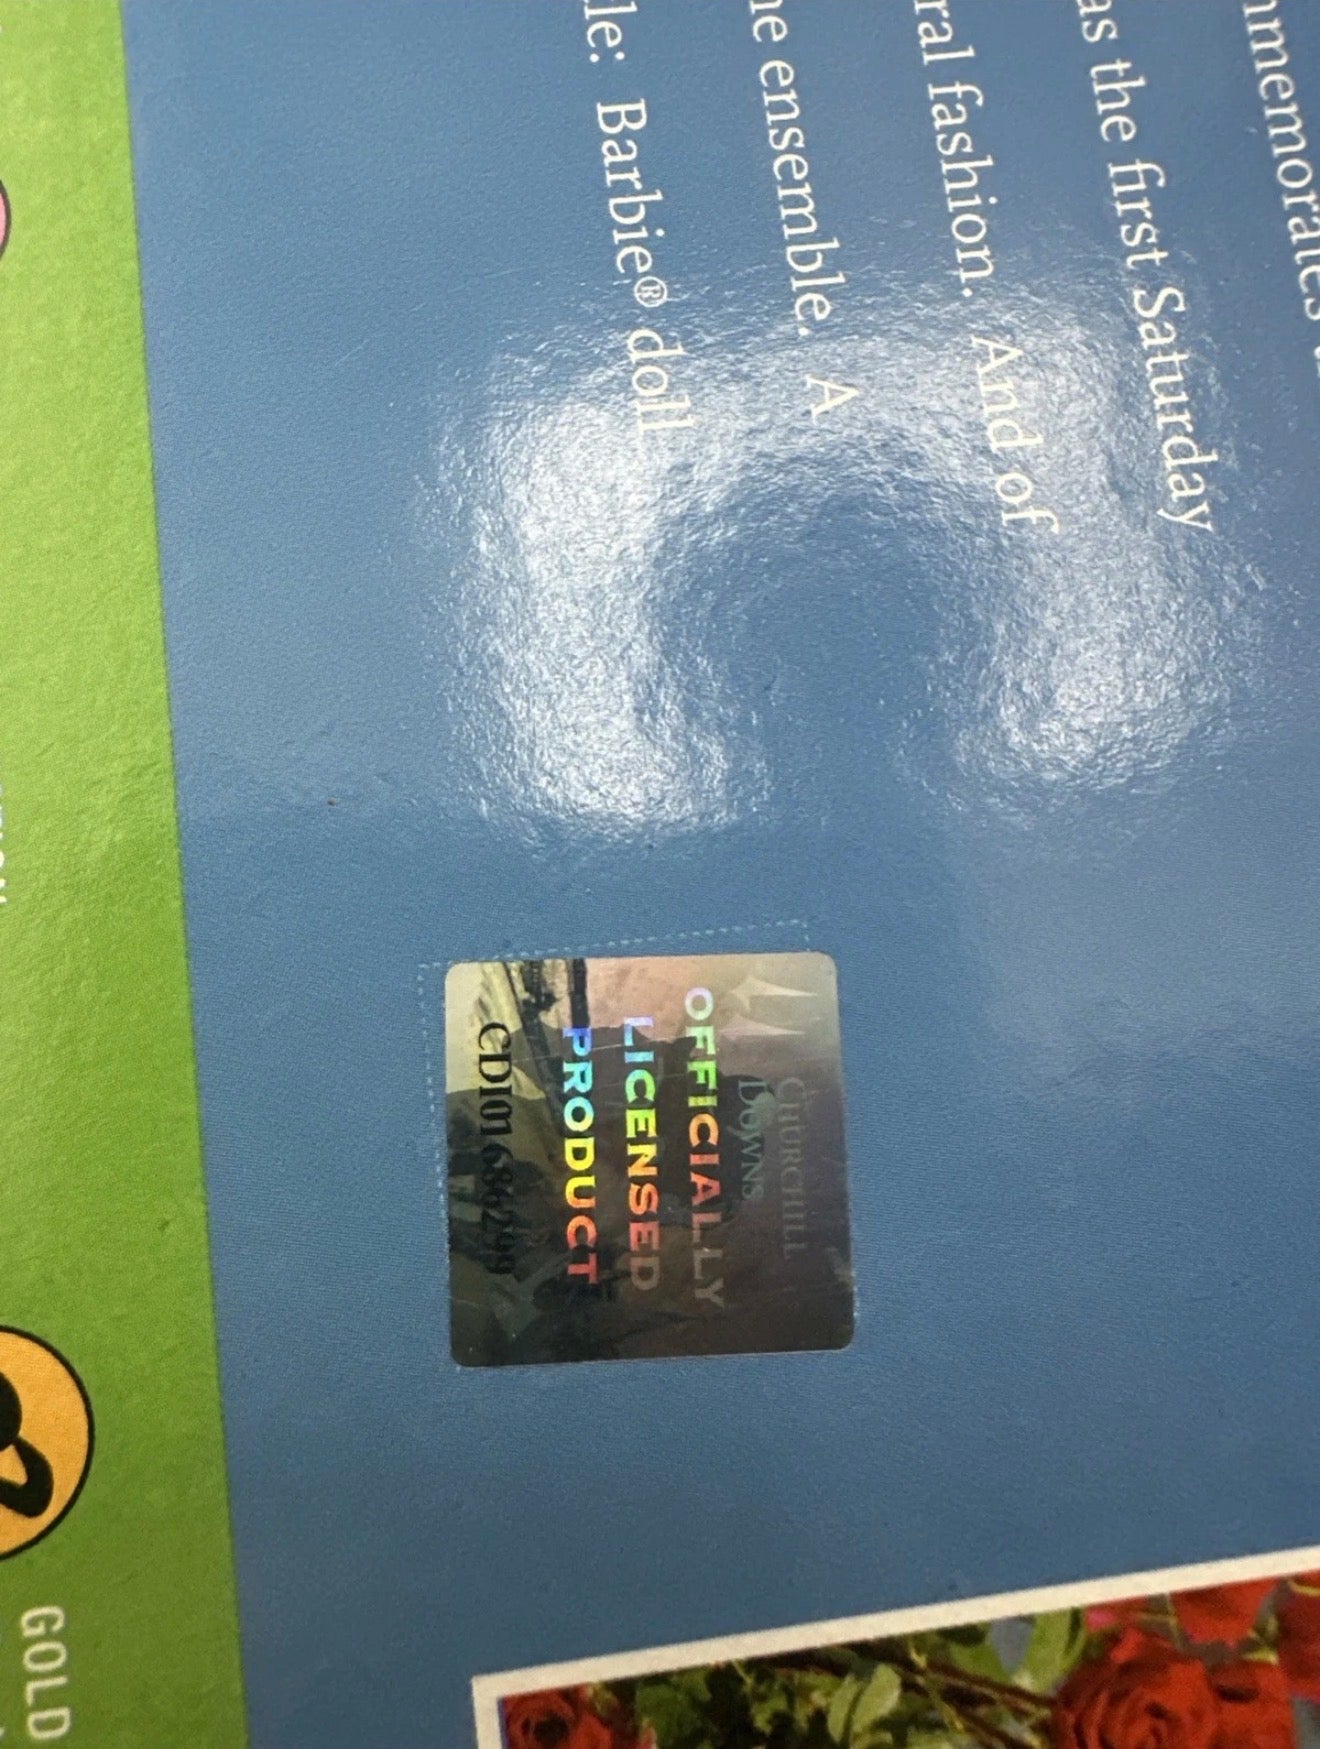 nmemorates
as the first Saturday
ral fashion. And of
ne ensemble. A
le: Barbie® doll
CHURCHILL
DOWNS
OFFICIALLY
LICENSED
PRODUCT
GOLD